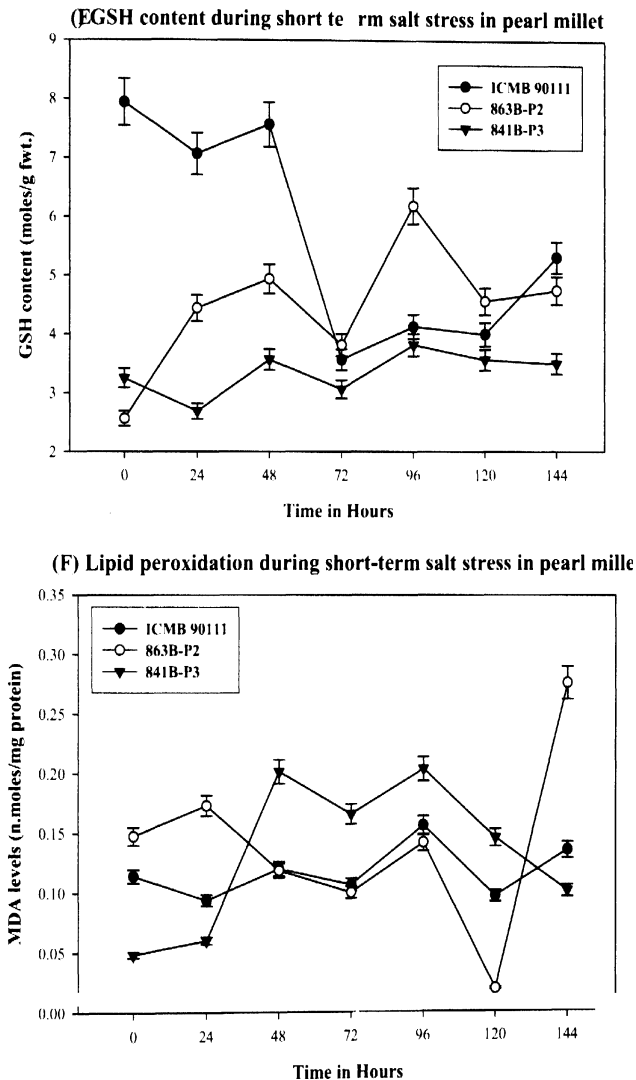 (EGSH content during short te rm salt stress in pearl millet
9
8
7
6
5
4
3
2
GSH content (moles/g fwt.)
ICMB 90111
863B-P2
841B-P3
0 24 48 72 96 120 144
Time in Hours
(F) Lipid peroxidation during short-term salt stress in pearl mille
0.35
0.30
0.25
0.20
0.15
0.10
0.05
0.00
MDA levels (n.moles/mg protein)
ICMB 90111
863B-P2
841B-P3
0 24 48 72 96 120 144
Time in Hours